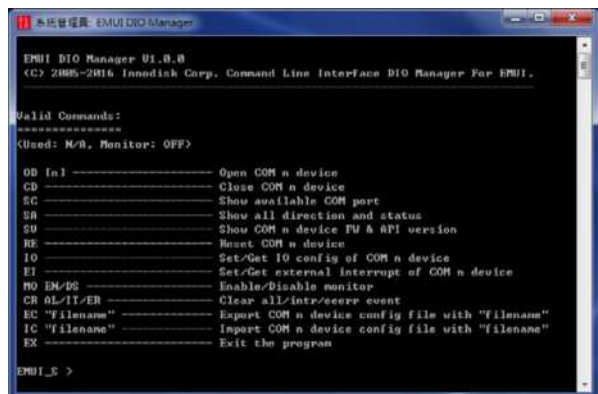 系統管理員: EMUI DIO Manager
EMUI DIO Manager V1.0.0
(C) 2005-2016 Innodisk Corp. Command Line Interface DIO Manager For EMUI.
Valid Commands:
===============
(Used: N/A, Monitor: OFF)
OD [n] ---------------------- Open COM n device
CD -------------------------- Close COM n device
SC -------------------------- Show available COM port
SA -------------------------- Show all direction and status
SV -------------------------- Show COM n device FW & API version
RE -------------------------- Reset COM n device
IO -------------------------- Set/Get IO config of COM n device
EI -------------------------- Set/Get external interrupt of COM n device
MO EN/DS -------------------- Enable/Disable monitor
CR AL/IT/ER ----------------- Clear all/intr/eeerr event
EC "filename" --------------- Export COM n device config file with "filename"
IC "filename" --------------- Import COM n device config file with "filename"
EX -------------------------- Exit the program
EMUI_S >